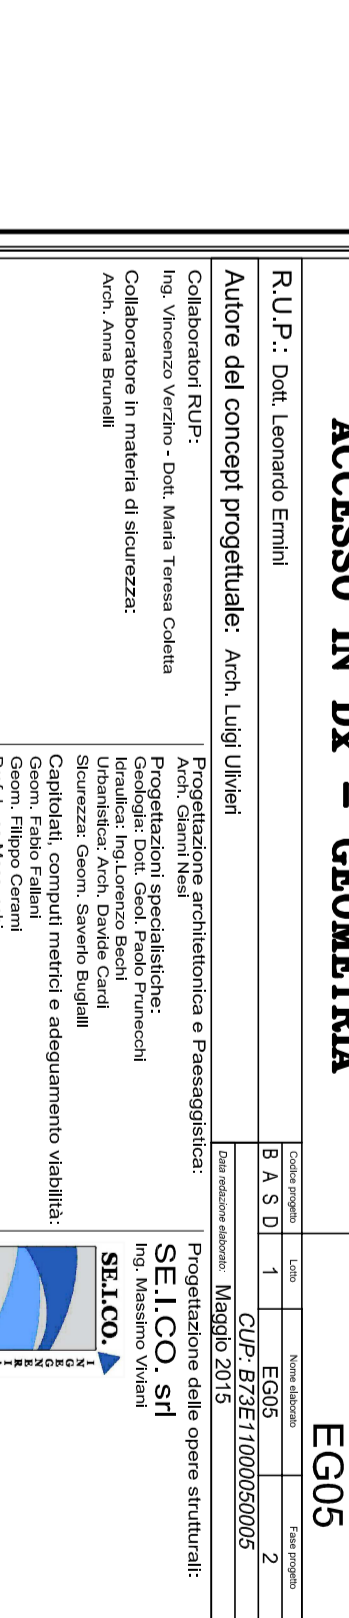 ACCESSO IN DX - GEOMETRIA
EG05
R.U.P.: Dott. Leonardo Ermini
Codice progetto
Lotto
Nome elaborato
Fase progetto
B A S D
1
EG05
2
Autore del concept progettuale: Arch. Luigi Ulivieri
CUP: B73E11000050005
Data redazione elaborato: Maggio 2015
Collaboratori RUP:
Ing. Vincenzo Verzino - Dott. Maria Teresa Coletta
Collaboratore in materia di sicurezza:
Arch. Anna Brunelli
Progettazione architettonica e Paesaggistica:
Arch. Gianni Nesi
Progettazioni specialistiche:
Geologia: Dott. Geol. Paolo Prunecchi
Idraulica: Ing.Lorenzo Bechi
Urbanistica: Arch. Davide Cardi
Sicurezza: Geom. Saverio Buglalli
Capitolati, computi metrici e adeguamento viabilità:
Geom. Fabio Fallani
Geom. Filippo Cerami
Progettazione delle opere strutturali:
SE.I.CO. srl
Ing. Massimo Viviani
SE.I.CO.